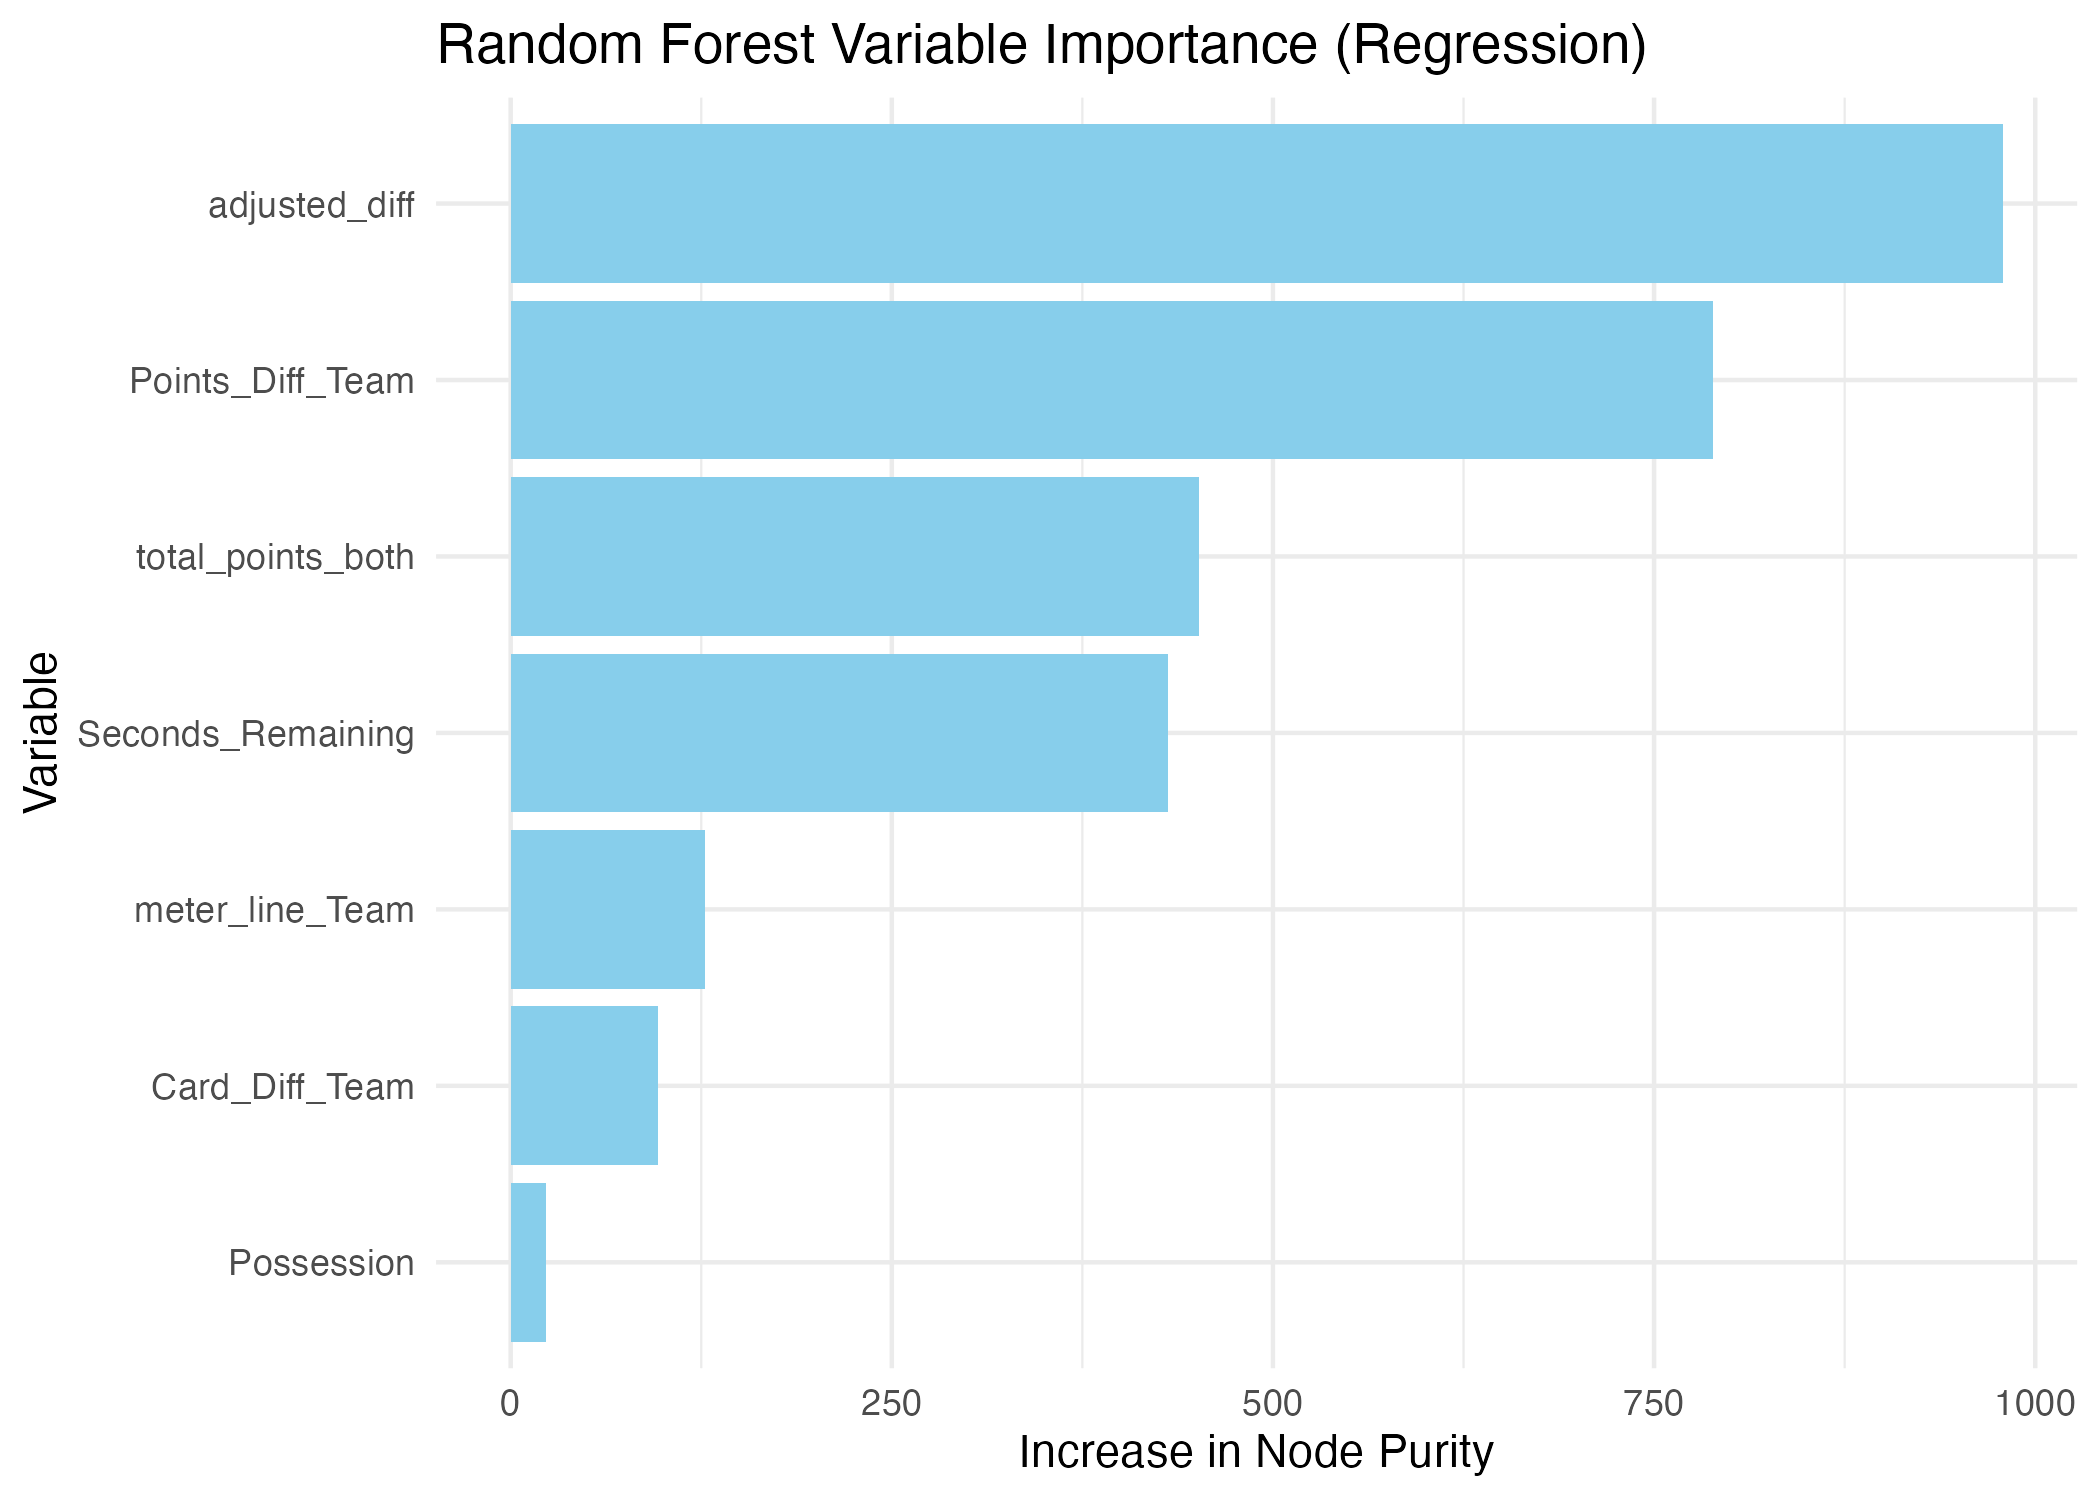 Random Forest Variable Importance (Regression)
Variable
adjusted_diff
Points_Diff_Team
total_points_both
Seconds_Remaining
meter_line_Team
Card_Diff_Team
Possession
0 250 500 750 1000
Increase in Node Purity